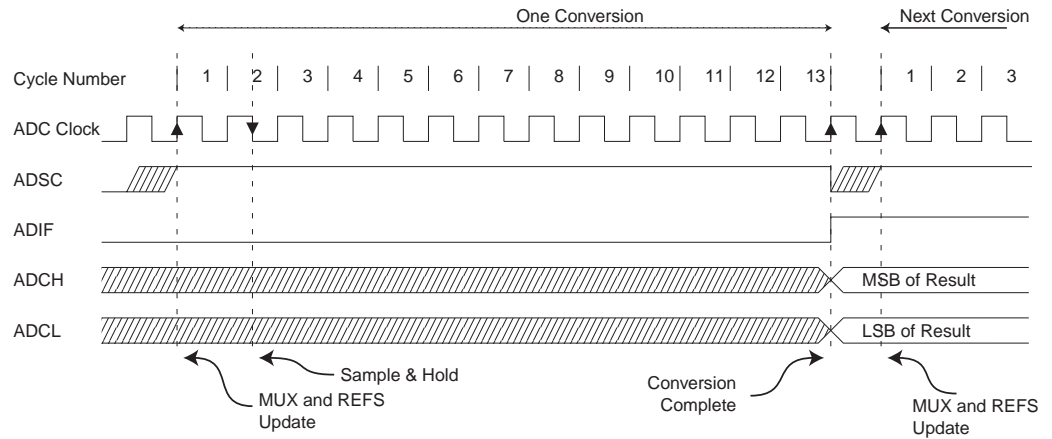 One Conversion
Next Conversion
Cycle Number
1 2 3 4 5 6 7 8 9 10 11 12 13 1 2 3
ADC Clock
ADSC
ADIF
ADCH
MSB of Result
ADCL
LSB of Result
Sample & Hold
MUX and REFS
Update
Conversion
Complete
MUX and REFS
Update